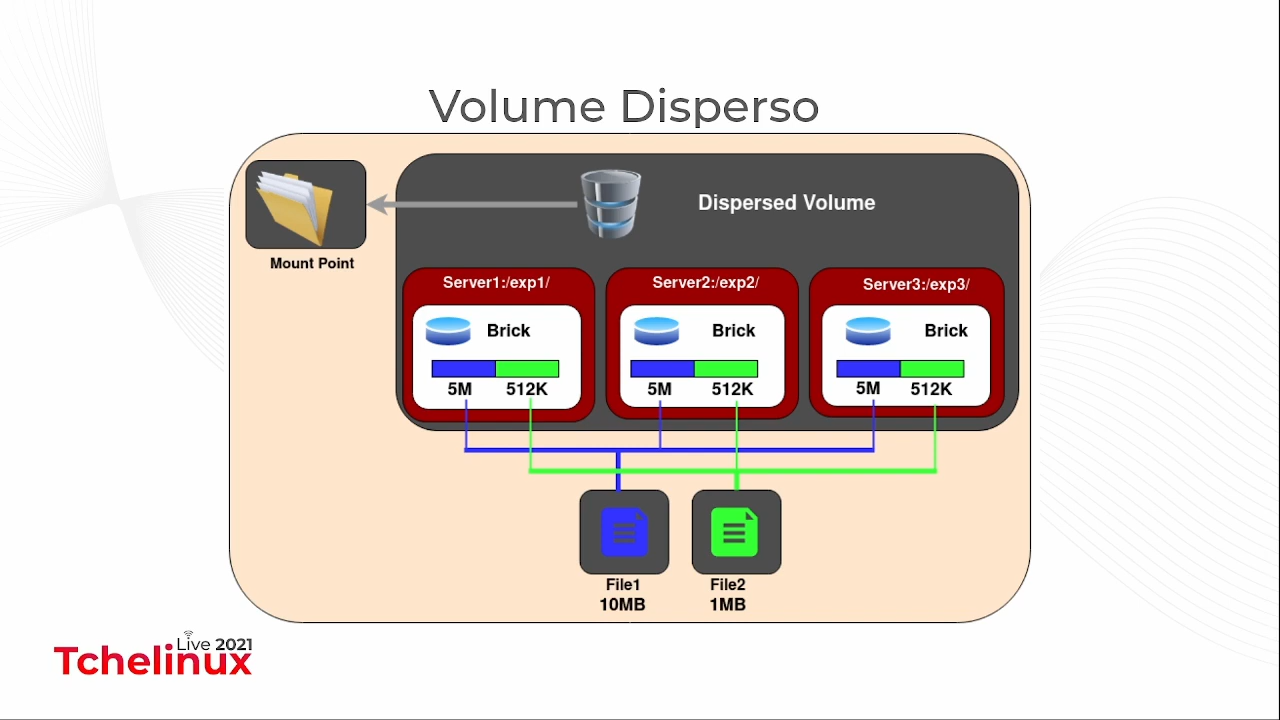 Volume Disperso
Dispersed Volume
Mount Point
Server1:/exp1/
Server2:/exp2/
Server3:/exp3/
Brick
Brick
Brick
5M 512K
5M 512K
5M 512K
File1
10MB
File2
1MB
Live 2021
Tchelinux